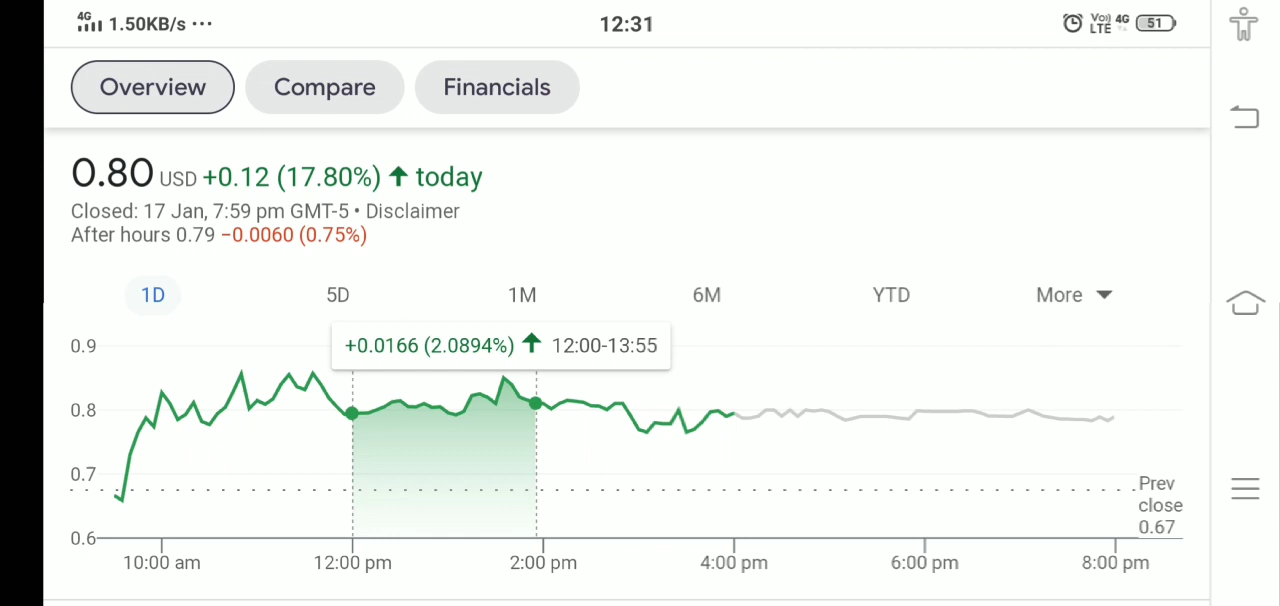 4G 1.50KB/s ··· 12:31 Vo)) LTE 4G 51
Overview Compare Financials
0.80 USD +0.12 (17.80%) ↑ today
Closed: 17 Jan, 7:59 pm GMT-5 • Disclaimer
After hours 0.79 −0.0060 (0.75%)
1D 5D 1M 6M YTD More
+0.0166 (2.0894%) ↑ 12:00-13:55
0.9
0.8
0.7
Prev
close
0.67
0.6
10:00 am 12:00 pm 2:00 pm 4:00 pm 6:00 pm 8:00 pm